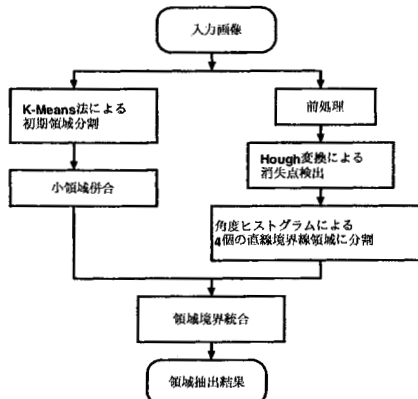 入力画像
K-Means法による
初期領域分割
小領域併合
前処理
Hough変換による
消失点検出
角度ヒストグラムによる
4個の直線境界線領域に分割
領域境界統合
領域抽出結果